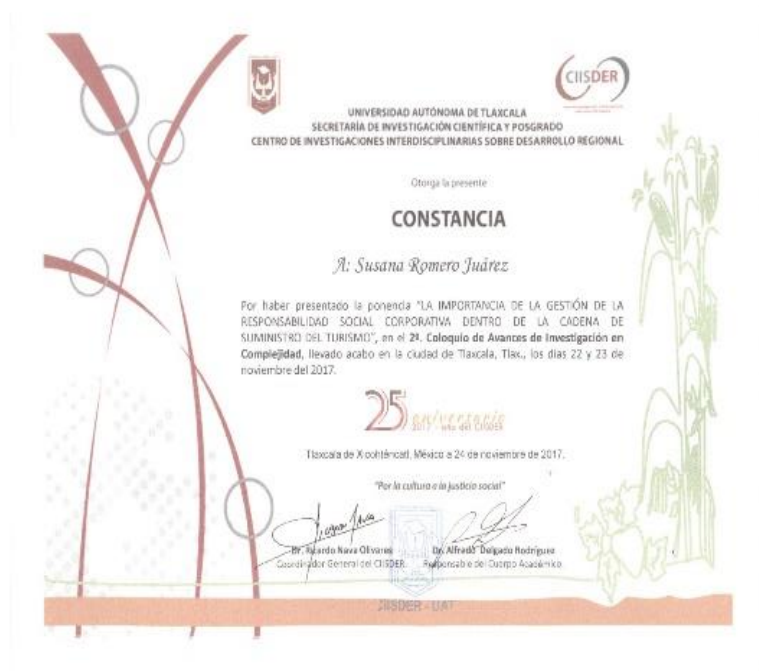 CIISDER
UNIVERSIDAD AUTÓNOMA DE TLAXCALA
SECRETARÍA DE INVESTIGACIÓN CIENTÍFICA Y POSGRADO
CENTRO DE INVESTIGACIONES INTERDISCIPLINARIAS SOBRE DESARROLLO REGIONAL
Otorga la presente
CONSTANCIA
A: Susana Romero Juárez
Por haber presentado la ponencia "LA IMPORTANCIA DE LA GESTIÓN DE LA
RESPONSABILIDAD SOCIAL CORPORATIVA DENTRO DE LA CADENA DE
SUMINISTRO DEL TURISMO", en el 2º. Coloquio de Avances de Investigación en
Complejidad, llevado acabo en la ciudad de Tlaxcala, Tlax., los días 22 y 23 de
noviembre del 2017.
25 aniversario
2017 - año del CIISDER
Tlaxcala de Xicohténcatl, México a 24 de noviembre de 2017.
"Por la cultura a la justicia social"
Dr. Ricardo Nava Olivares Dr. Alfredo Delgado Rodríguez
Coordinador General del CIISDER. Responsable del Cuerpo Académico
CIISDER - UAT